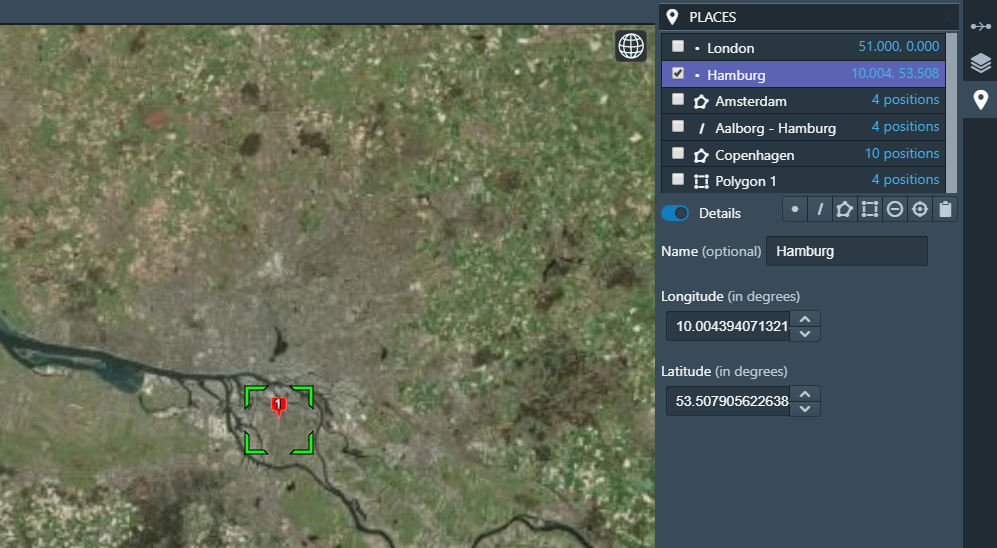 PLACES
London 51.000, 0.000
Hamburg 10.004, 53.508
Amsterdam 4 positions
Aalborg - Hamburg 4 positions
Copenhagen 10 positions
Polygon 1 4 positions
Details
Name (optional) Hamburg
Longitude (in degrees)
10.004394071321
Latitude (in degrees)
53.507905622638
1